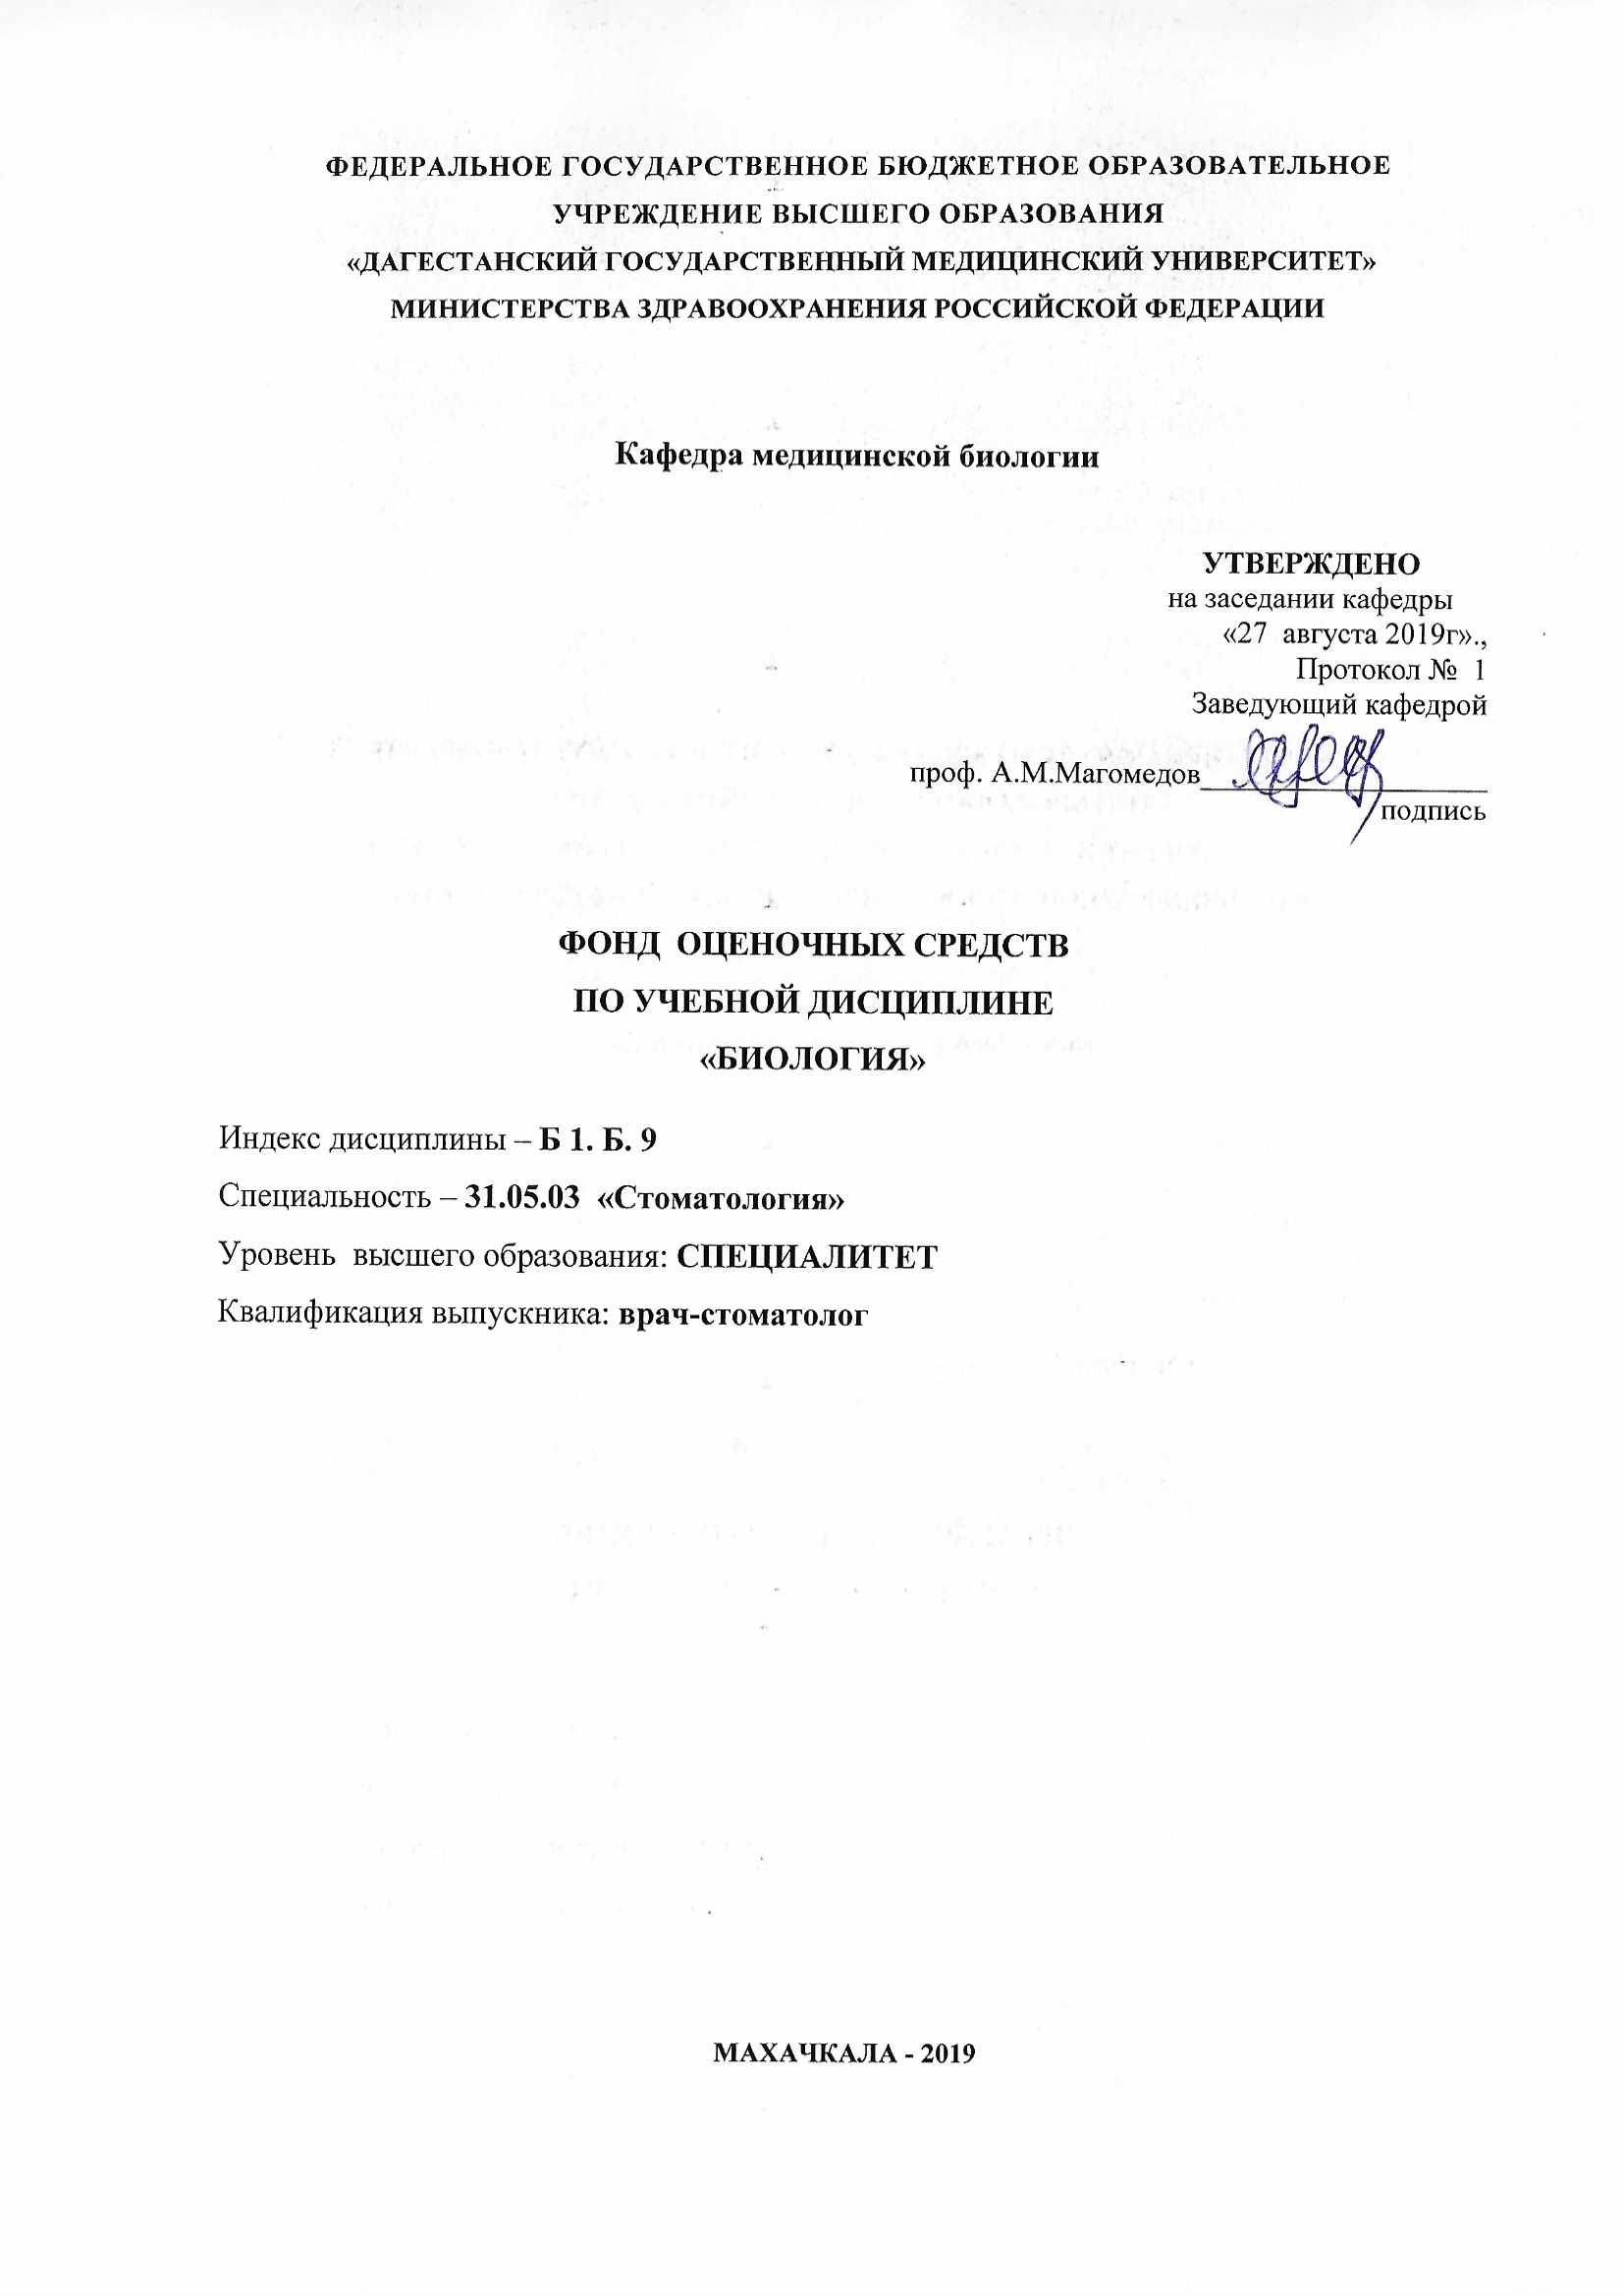 ФЕДЕРАЛЬНОЕ ГОСУДАРСТВЕННОЕ БЮДЖЕТНОЕ ОБРАЗОВАТЕЛЬНОЕ
УЧРЕЖДЕНИЕ ВЫСШЕГО ОБРАЗОВАНИЯ
«ДАГЕСТАНСКИЙ ГОСУДАРСТВЕННЫЙ МЕДИЦИНСКИЙ УНИВЕРСИТЕТ»
МИНИСТЕРСТВА ЗДРАВООХРАНЕНИЯ РОССИЙСКОЙ ФЕДЕРАЦИИ
Кафедра медицинской биологии
УТВЕРЖДЕНО
на заседании кафедры
«27 августа 2019г».,
Протокол № 1
Заведующий кафедрой
проф. А.М.Магомедов
подпись
ФОНД ОЦЕНОЧНЫХ СРЕДСТВ
ПО УЧЕБНОЙ ДИСЦИПЛИНЕ
«БИОЛОГИЯ»
Индекс дисциплины – Б 1. Б. 9
Специальность – 31.05.03 «Стоматология»
Уровень высшего образования: СПЕЦИАЛИТЕТ
Квалификация выпускника: врач-стоматолог
МАХАЧКАЛА - 2019